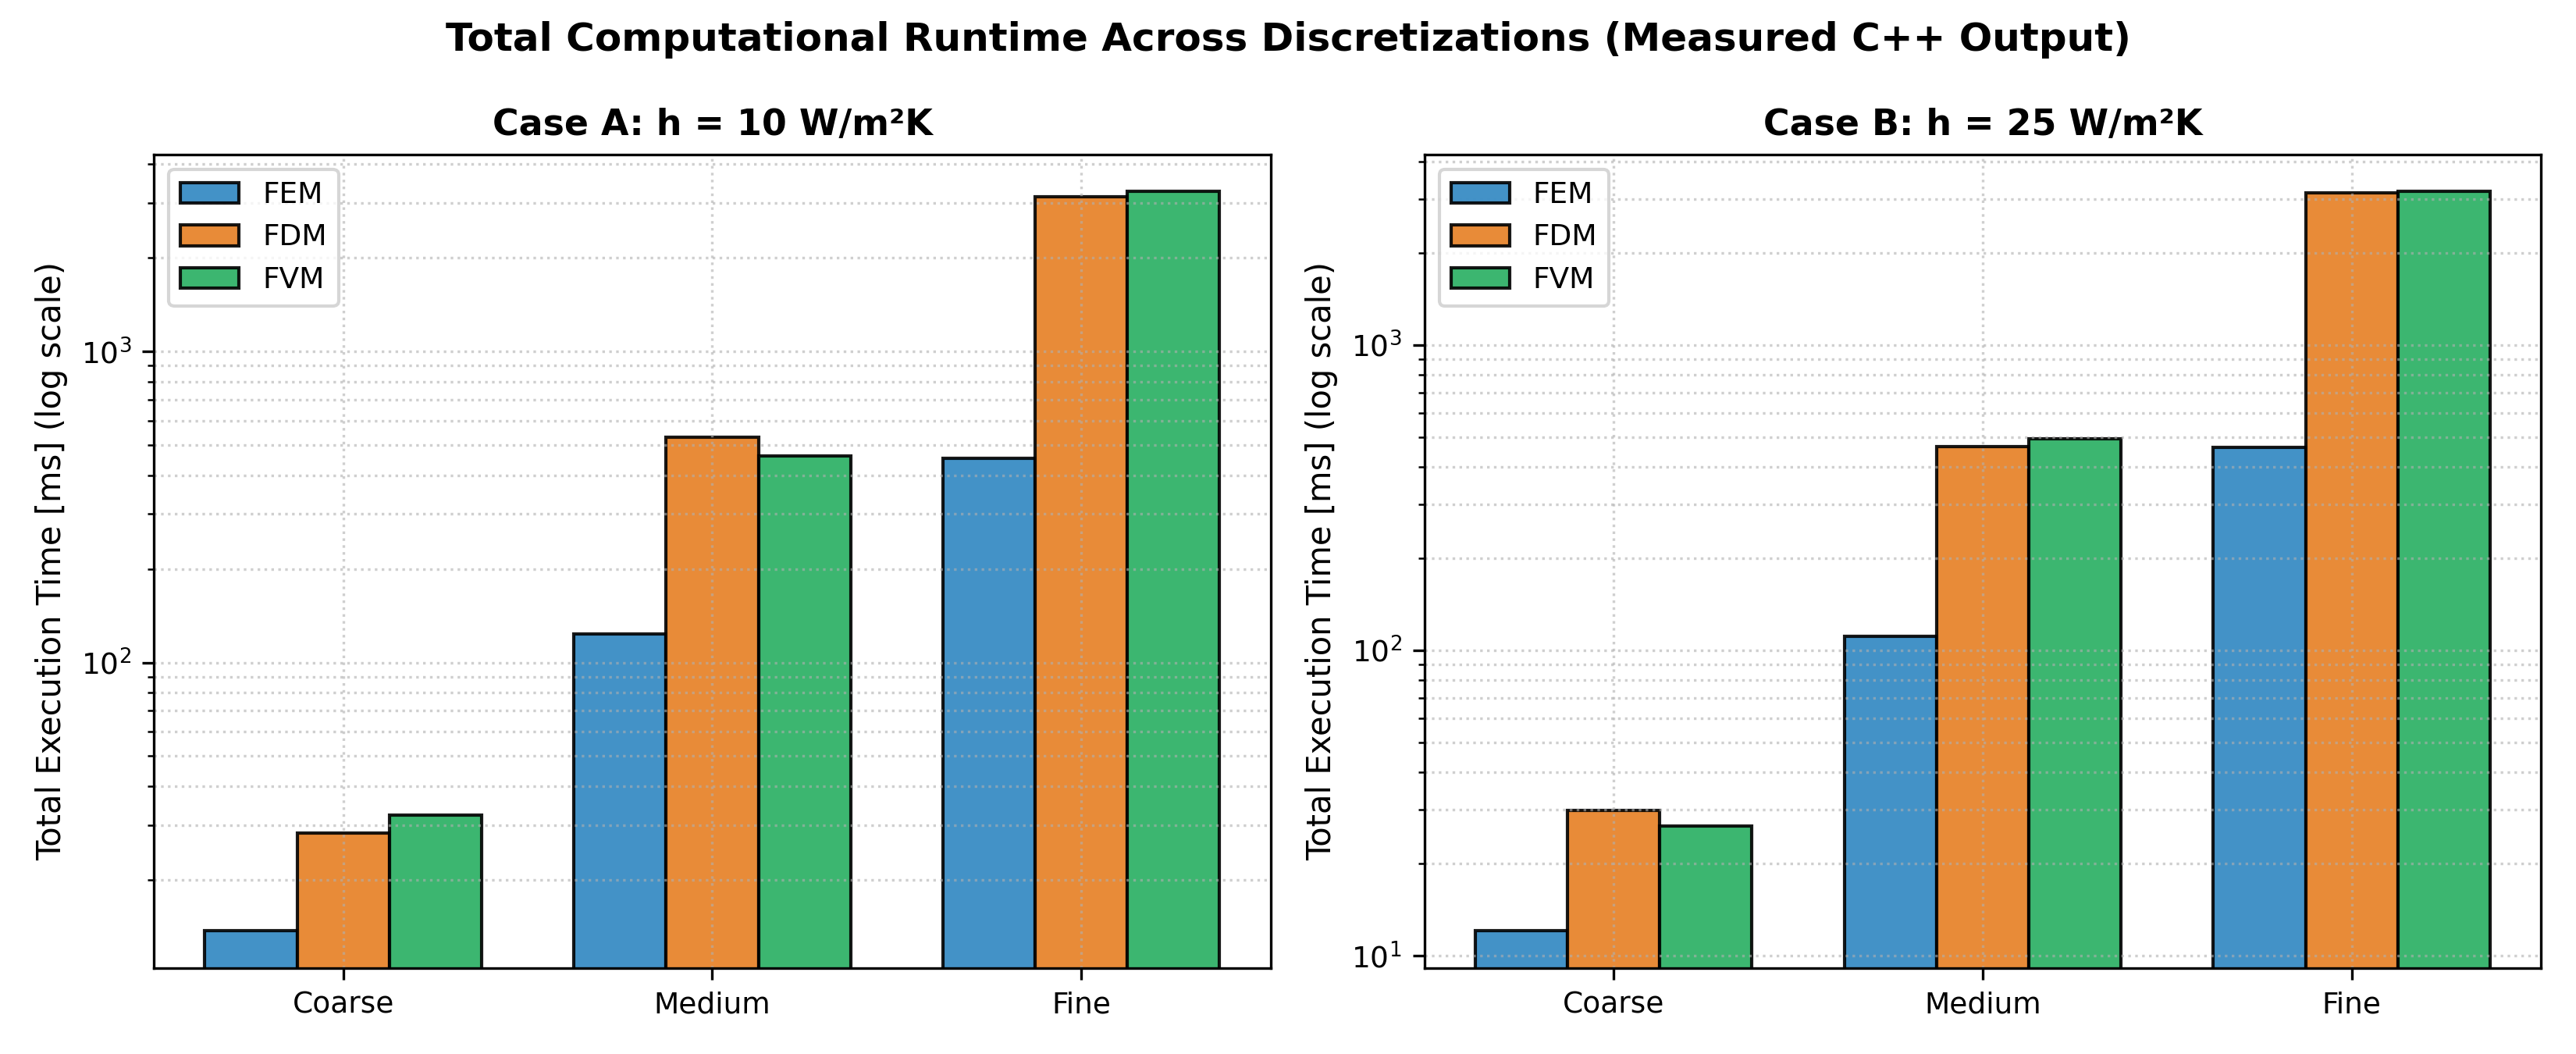 Total Computational Runtime Across Discretizations (Measured C++ Output)
Case A: h = 10 W/m²K
Total Execution Time [ms] (log scale)
FEM
FDM
FVM
10³
10²
Coarse
Medium
Fine
Case B: h = 25 W/m²K
Total Execution Time [ms] (log scale)
FEM
FDM
FVM
10³
10²
10¹
Coarse
Medium
Fine